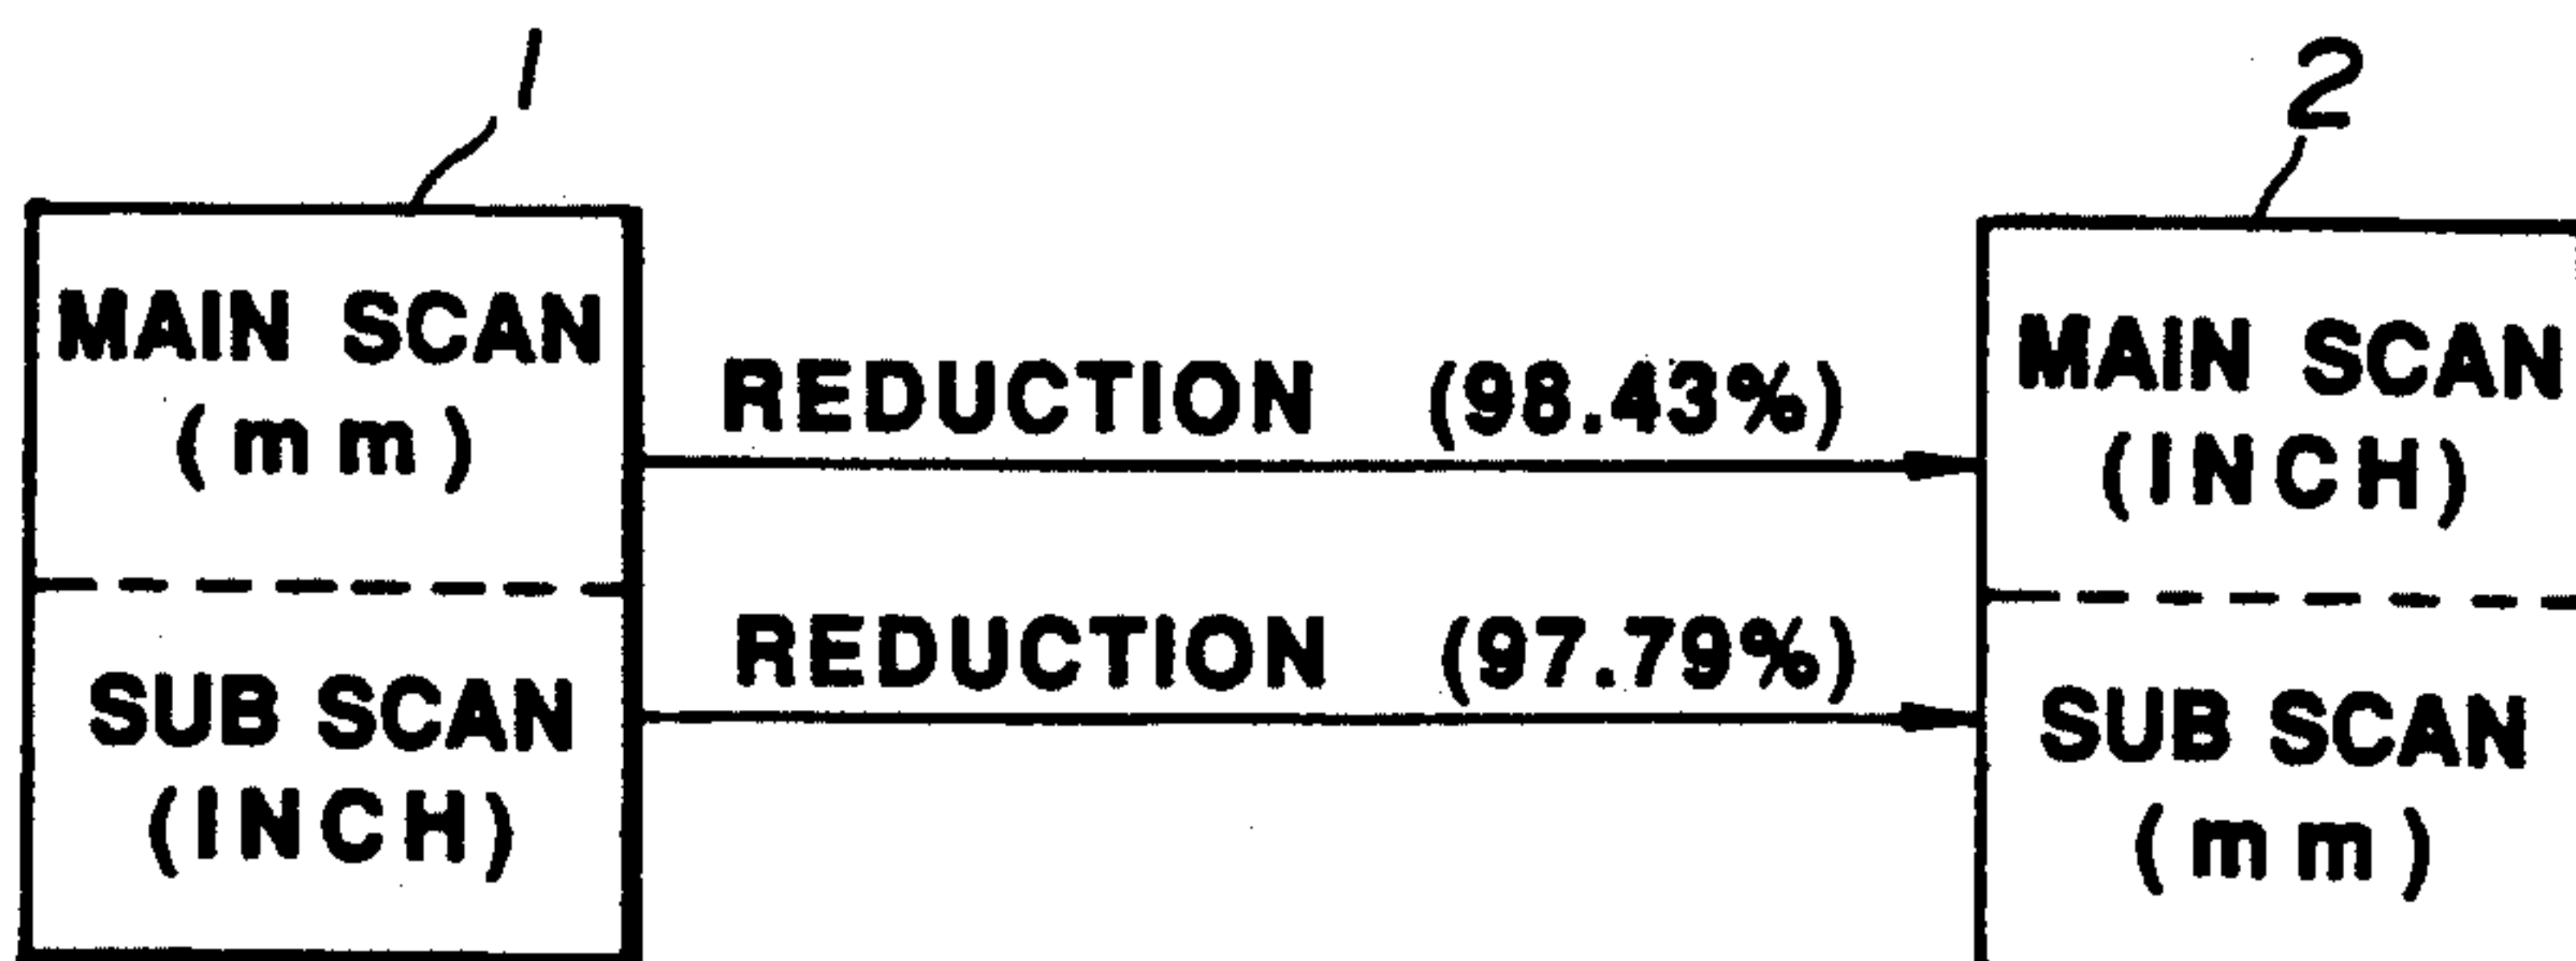 1
2
MAIN SCAN
(mm)
REDUCTION (98.43%)
MAIN SCAN
(INCH)
SUB SCAN
(INCH)
REDUCTION (97.79%)
SUB SCAN
(mm)